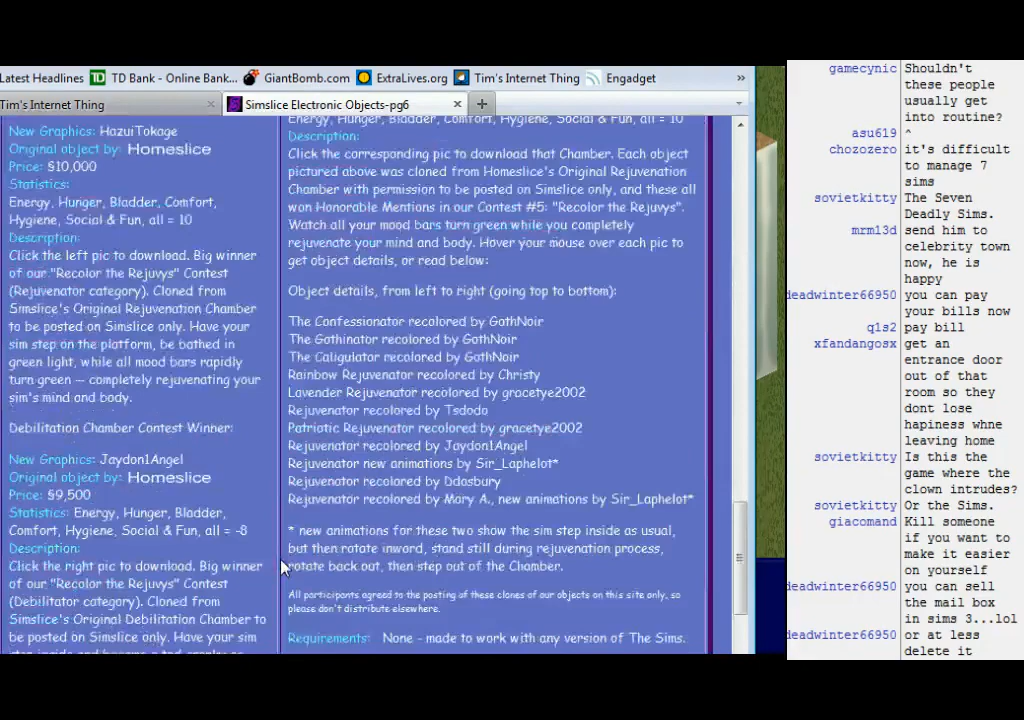 Latest Headlines TD Bank - Online Bank... GiantBomb.com ExtraLives.org Tim's Internet Thing Engadget »
Tim's Internet Thing × Simslice Electronic Objects-pg6 × +
New Graphics: HazuiTokage
Original object by: Homeslice
Price: §10,000
Statistics:
Energy, Hunger, Bladder, Comfort,
Hygiene, Social & Fun, all = 10
Description:
Click the left pic to download. Big winner
of our "Recolor the Rejuvys" Contest
(Rejuvenator category). Cloned from
Simslice's Original Rejuvenation Chamber
to be posted on Simslice only. Have your
sim step on the platform, be bathed in
green light, while all mood bars rapidly
turn green -- completely rejuvenating your
sim's mind and body.
Debilitation Chamber Contest Winner:
New Graphics: Jaydon1Angel
Original object by: Homeslice
Price: §9,500
Statistics: Energy, Hunger, Bladder,
Comfort, Hygiene, Social & Fun, all = -8
Description:
Click the right pic to download. Big winner
of our "Recolor the Rejuvys" Contest
(Debilitator category). Cloned from
Simslice's Original Debilitation Chamber to
be posted on Simslice only. Have your sim
Energy, Hunger, Bladder, Comfort, Hygiene, Social & Fun, all = 10
Description:
Click the corresponding pic to download that Chamber. Each object
pictured above was cloned from Homeslice's Original Rejuvenation
Chamber with permission to be posted on Simslice only, and these all
won Honorable Mentions in our Contest #5: "Recolor the Rejuvys".
Watch all your mood bars turn green while you completely
rejuvenate your mind and body. Hover your mouse over each pic to
get object details, or read below:
Object details, from left to right (going top to bottom):
The Confessionator recolored by GothNoir
The Gothinator recolored by GothNoir
The Caligulator recolored by GothNoir
Rainbow Rejuvenator recolored by Christy
Lavender Rejuvenator recolored by gracetye2002
Rejuvenator recolored by Tsdodo
Patriotic Rejuvenator recolored by gracetye2002
Rejuvenator recolored by Jaydon1Angel
Rejuvenator new animations by Sir_Laphelot*
Rejuvenator recolored by Ddasbury
Rejuvenator recolored by Mary A., new animations by Sir_Laphelot*
* new animations for these two show the sim step inside as usual,
but then rotate inward, stand still during rejuvenation process,
rotate back out, then step out of the Chamber.
All participants agreed to the posting of these clones of our objects on this site only, so
please don't distribute elsewhere.
Requirements: None - made to work with any version of The Sims.
gamecynic Shouldn't
these people
usually get
into routine?
asu619 ^
chozozero it's difficult
to manage 7
sims
sovietkitty The Seven
Deadly Sims.
mrm13d send him to
celebrity town
now, he is
happy
deadwinter66950 you can pay
your bills now
q1s2 pay bill
xfandangosx get an
entrance door
out of that
room so they
dont lose
hapiness whne
leaving home
sovietkitty Is this the
game where the
clown intrudes?
sovietkitty Or the Sims.
giacomand Kill someone
if you want to
make it easier
on yourself
deadwinter66950 you can sell
the mail box
in sims 3...lol
deadwinter66950 or at less
delete it